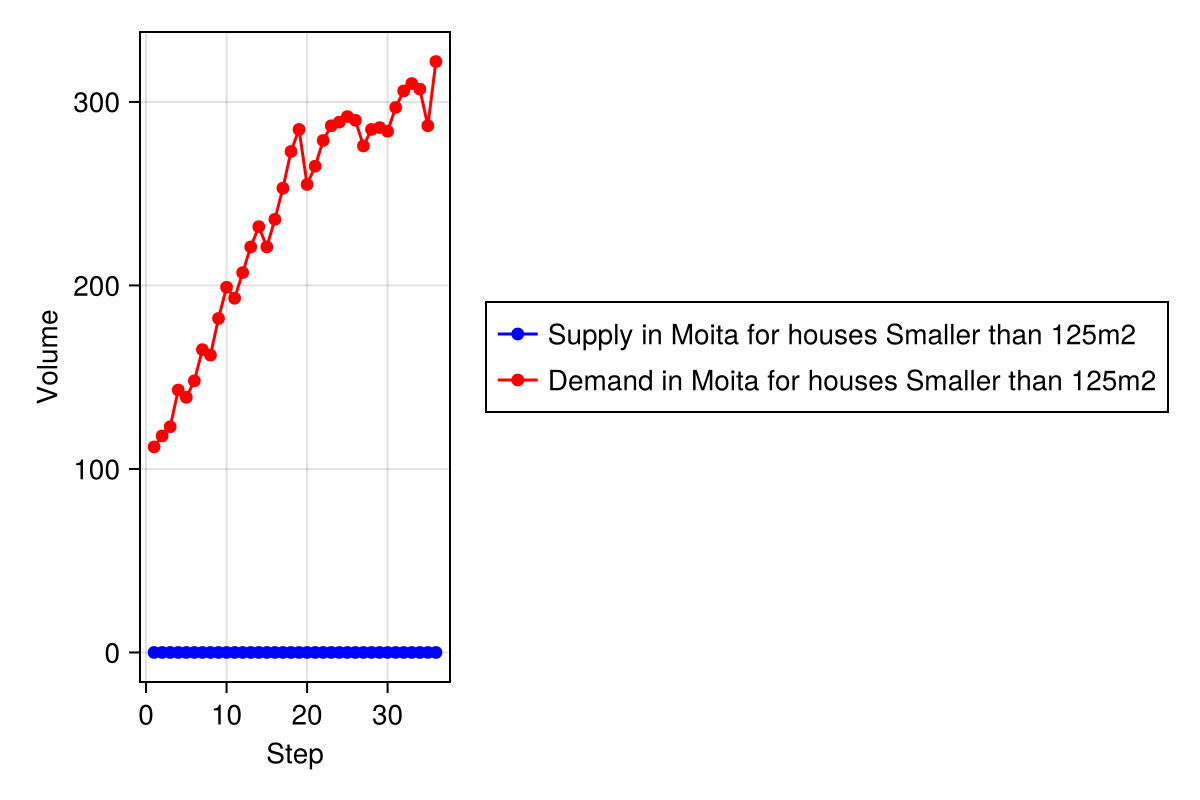 300
200
100
0
Volume
0 10 20 30
Step
Supply in Moita for houses Smaller than 125m2
Demand in Moita for houses Smaller than 125m2